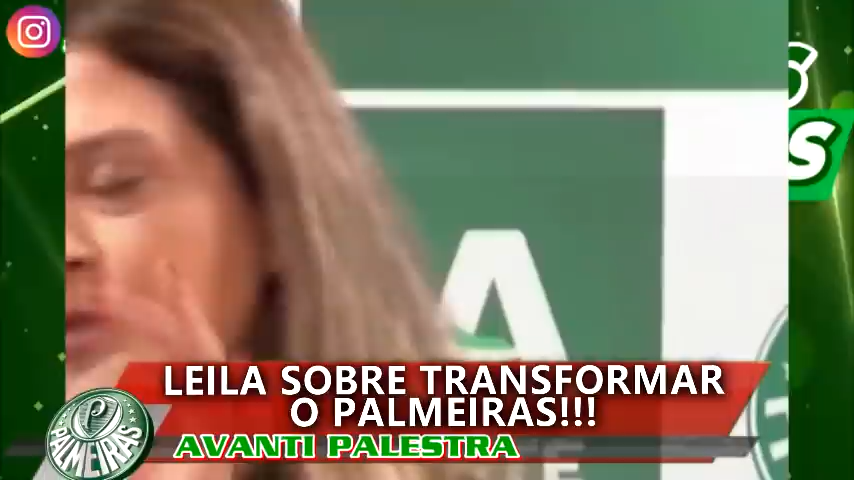 S
A
LEILA SOBRE TRANSFORMAR
O PALMEIRAS!!!
AVANTI PALESTRA
PALMEIRAS